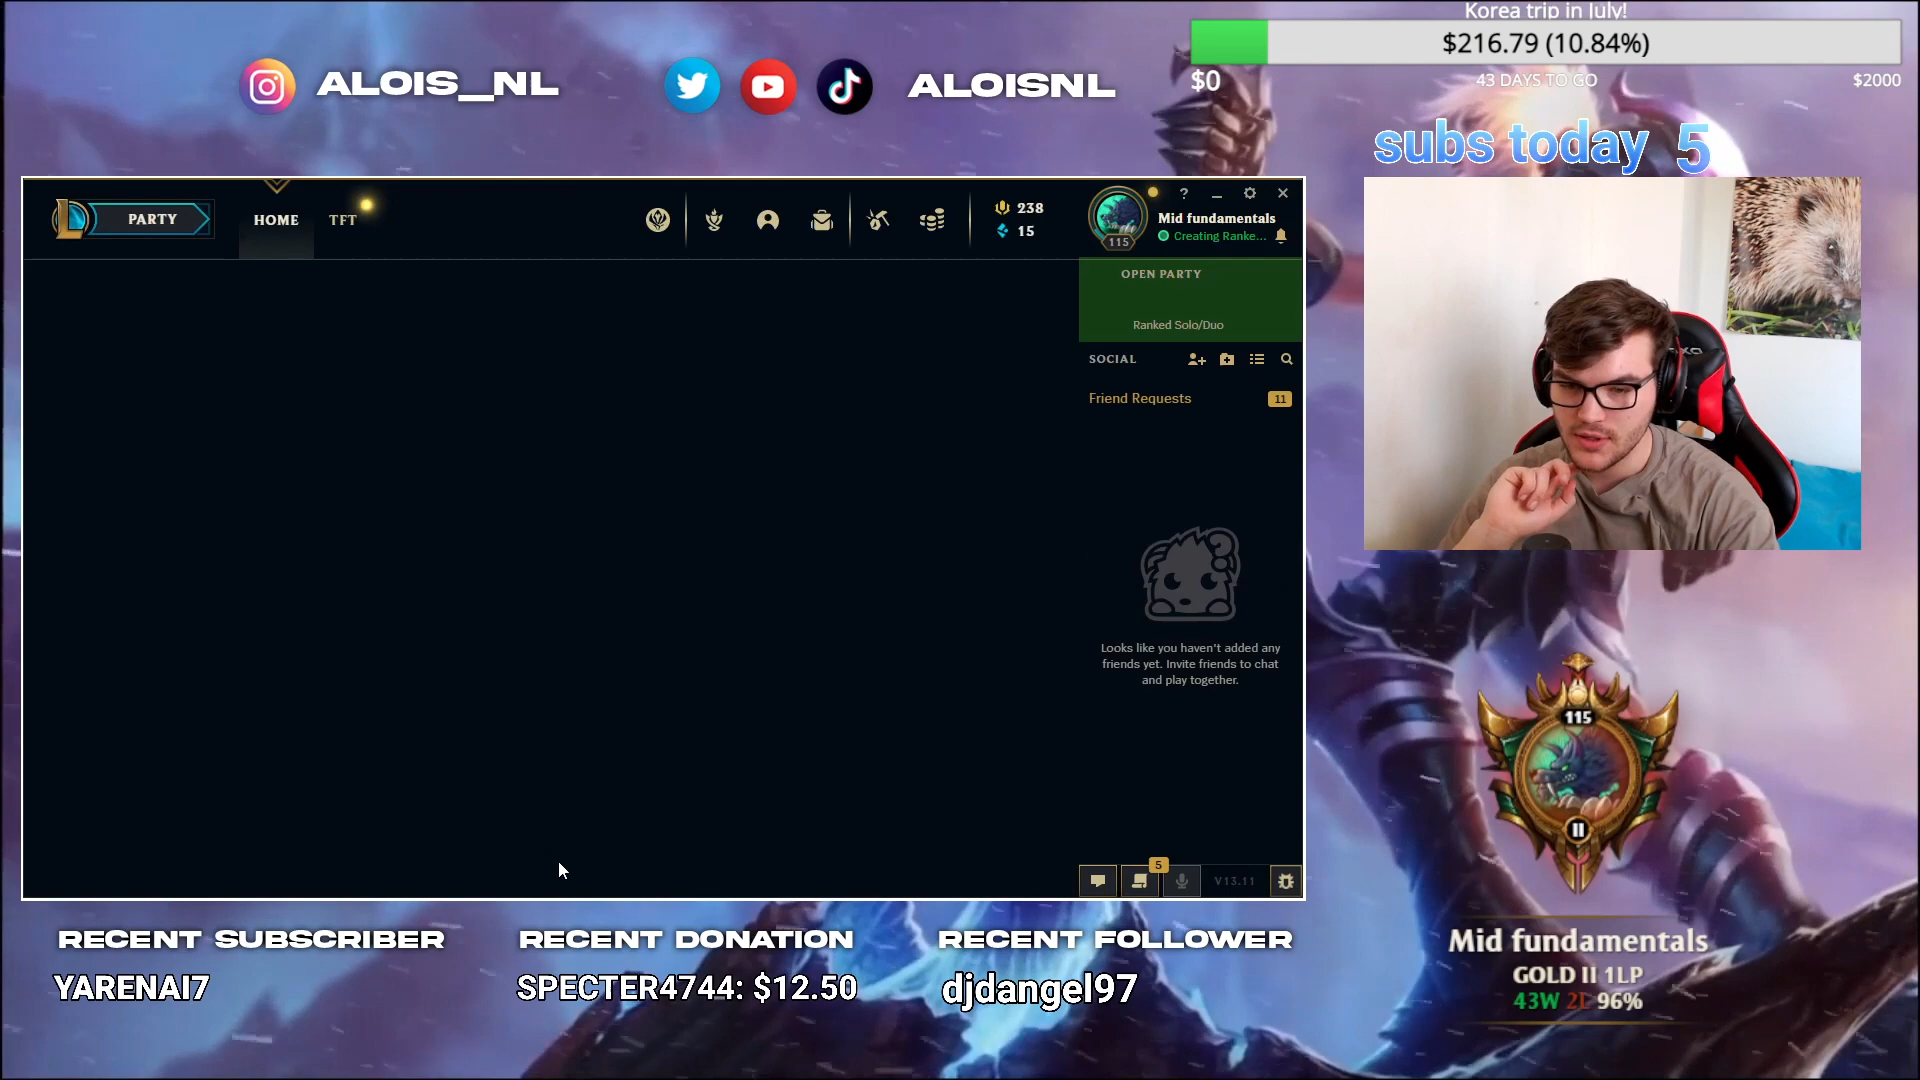 Korea trip in July!
$216.79 (10.84%)
$0
43 DAYS TO GO
$2000
ALOIS_NL
ALOISNL
subs today 5
PARTY
HOME
TFT
238
15
115
Mid fundamentals
Creating Ranke...
OPEN PARTY
Ranked Solo/Duo
SOCIAL
Friend Requests
11
Looks like you haven't added any
friends yet. Invite friends to chat
and play together.
5
V13.11
115
II
Mid fundamentals
GOLD II 1LP
43W 2L 96%
RECENT SUBSCRIBER
YARENAI7
RECENT DONATION
SPECTER4744: $12.50
RECENT FOLLOWER
djdangel97